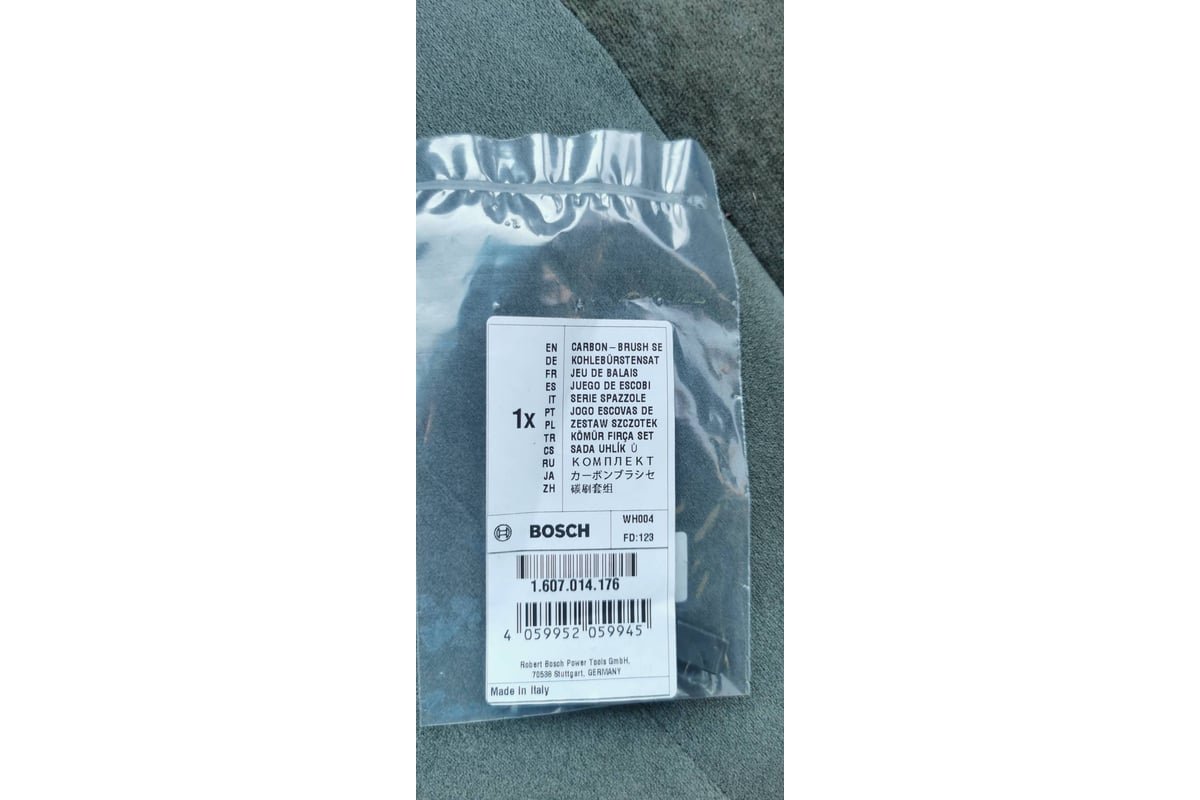 1x
EN CARBON – BRUSH SE
DE KOHLEBÜRSTENSAT
FR JEU DE BALAIS
ES JUEGO DE ESCOBI
IT SERIE SPAZZOLE
PT JOGO ESCOVAS DE
PL ZESTAW SZCZOTEK
TR KÖMÜR FIRÇA SET
CS SADA UHLÍK Ů
RU КОМПЛЕКТ
JA カーボンブラシセ
ZH 碳刷套组
BOSCH
WH004
FD:123
1.607.014.176
4 059952 059945
Robert Bosch Power Tools GmbH,
70538 Stuttgart, GERMANY
Made in Italy